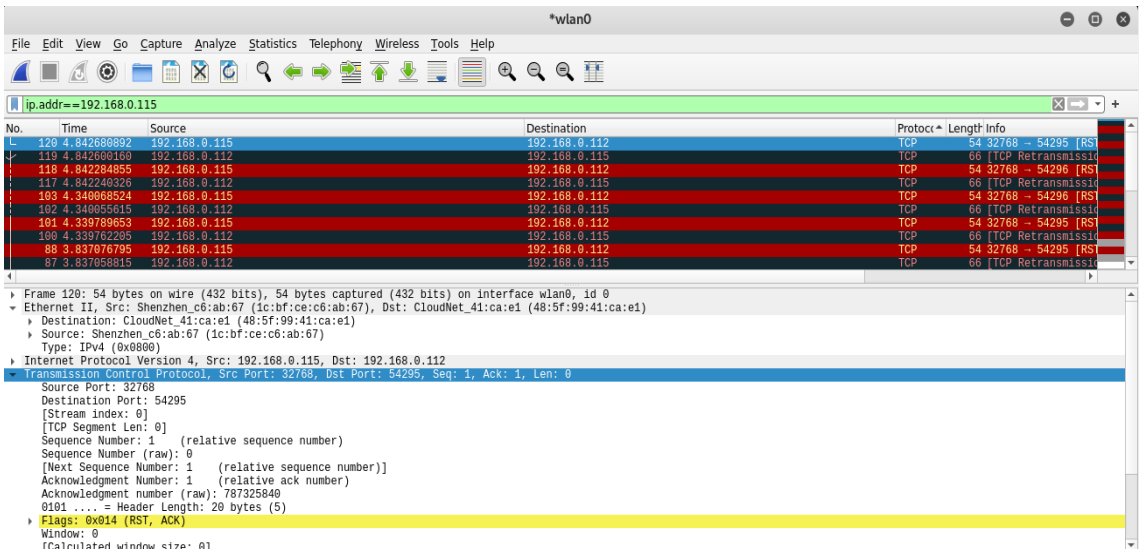 *wlan0
File Edit View Go Capture Analyze Statistics Telephony Wireless Tools Help
ip.addr==192.168.0.115
No. Time Source Destination Protocc Length Info
120 4.842680892 192.168.0.115 192.168.0.112 TCP 54 32768 → 54295 [RST
119 4.842600160 192.168.0.112 192.168.0.115 TCP 66 [TCP Retransmissio
118 4.842284855 192.168.0.115 192.168.0.112 TCP 54 32768 → 54296 [RST
117 4.842240326 192.168.0.112 192.168.0.115 TCP 66 [TCP Retransmissio
103 4.340068524 192.168.0.115 192.168.0.112 TCP 54 32768 → 54296 [RST
102 4.340055615 192.168.0.112 192.168.0.115 TCP 66 [TCP Retransmissio
101 4.339789653 192.168.0.115 192.168.0.112 TCP 54 32768 → 54295 [RST
100 4.339762205 192.168.0.112 192.168.0.115 TCP 66 [TCP Retransmissio
88 3.837076795 192.168.0.115 192.168.0.112 TCP 54 32768 → 54295 [RST
87 3.837058815 192.168.0.112 192.168.0.115 TCP 66 [TCP Retransmissio
Frame 120: 54 bytes on wire (432 bits), 54 bytes captured (432 bits) on interface wlan0, id 0
Ethernet II, Src: Shenzhen_c6:ab:67 (1c:bf:ce:c6:ab:67), Dst: CloudNet_41:ca:e1 (48:5f:99:41:ca:e1)
Destination: CloudNet_41:ca:e1 (48:5f:99:41:ca:e1)
Source: Shenzhen_c6:ab:67 (1c:bf:ce:c6:ab:67)
Type: IPv4 (0x0800)
Internet Protocol Version 4, Src: 192.168.0.115, Dst: 192.168.0.112
Transmission Control Protocol, Src Port: 32768, Dst Port: 54295, Seq: 1, Ack: 1, Len: 0
Source Port: 32768
Destination Port: 54295
[Stream index: 0]
[TCP Segment Len: 0]
Sequence Number: 1 (relative sequence number)
Sequence Number (raw): 0
[Next Sequence Number: 1 (relative sequence number)]
Acknowledgment Number: 1 (relative ack number)
Acknowledgment number (raw): 787325840
0101 .... = Header Length: 20 bytes (5)
Flags: 0x014 (RST, ACK)
Window: 0
[Calculated window size: 0]